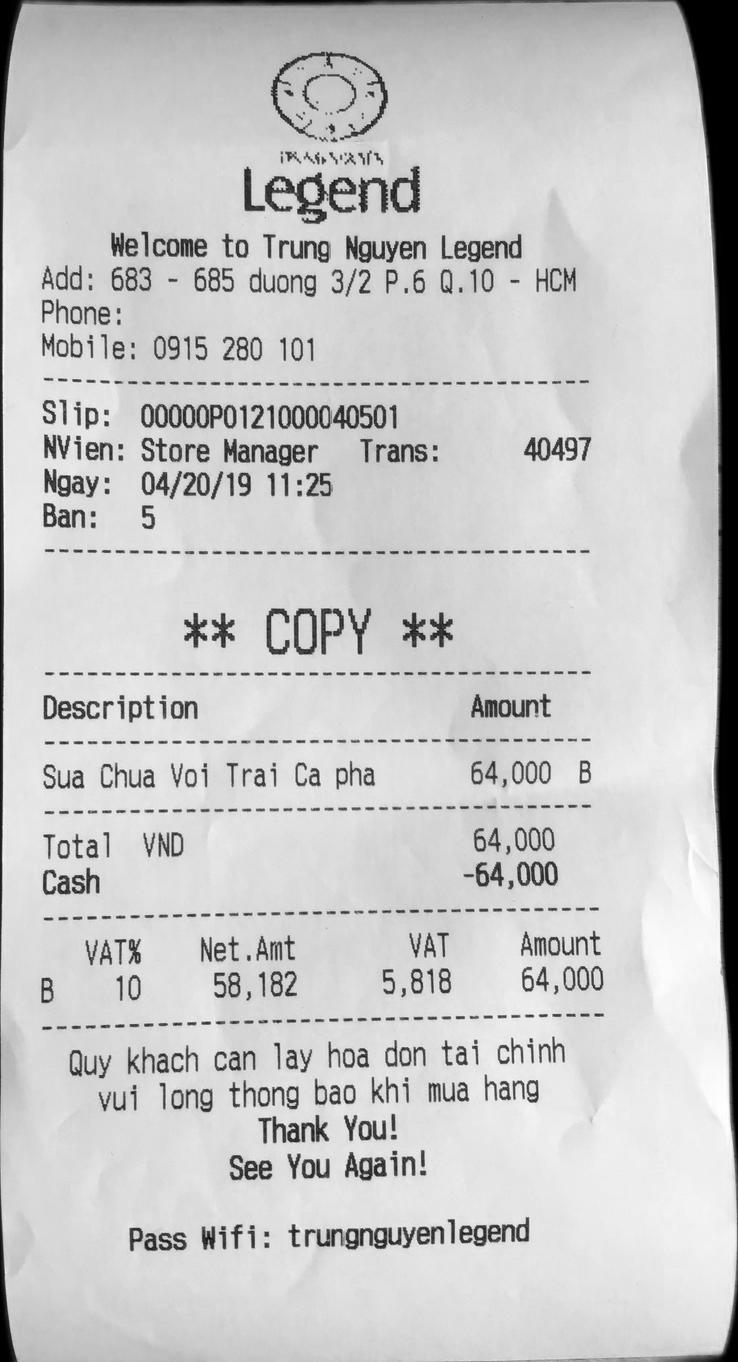 Legend
Welcome to Trung Nguyen Legend
Add: 683 - 685 duong 3/2 P.6 Q.10 - HCM
Phone:
Mobile: 0915 280 101
Slip: 00000P0121000040501
NVien: Store Manager Trans: 40497
Ngay: 04/20/19 11:25
Ban: 5
** COPY **
Description Amount
Sua Chua Voi Trai Ca pha 64,000 B
Total VND 64,000
Cash -64,000
VAT% Net.Amt VAT Amount
B 10 58,182 5,818 64,000
Quy khach can lay hoa don tai chinh
vui long thong bao khi mua hang
Thank You!
See You Again!
Pass Wifi: trungnguyenlegend